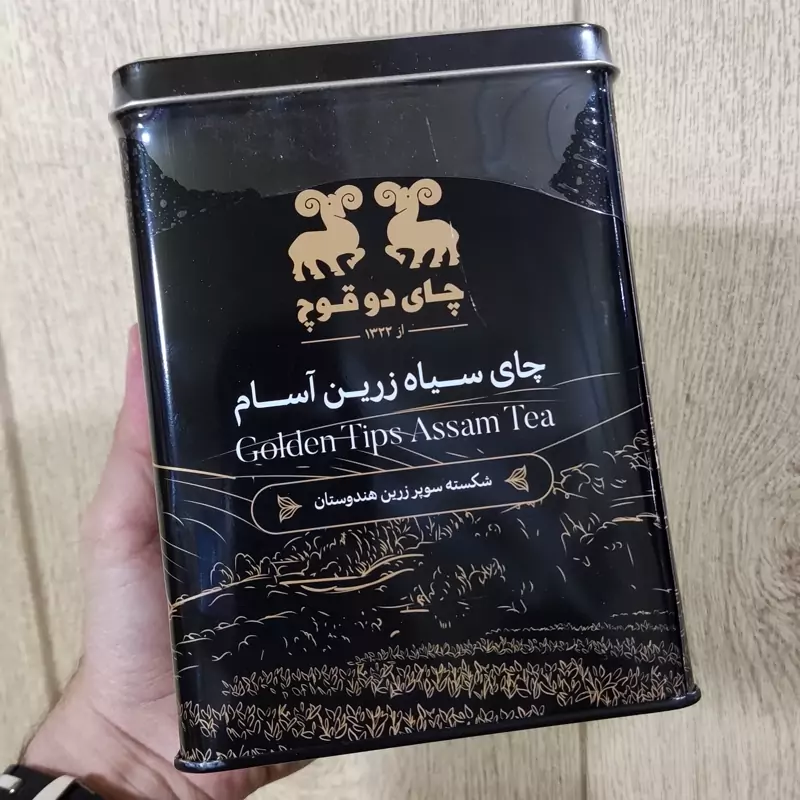 چای دو قوچ
از ۱۳۲۲
چای سیاه زرین آسام
Golden Tips Assam Tea
شکسته سوپر زرین هندوستان